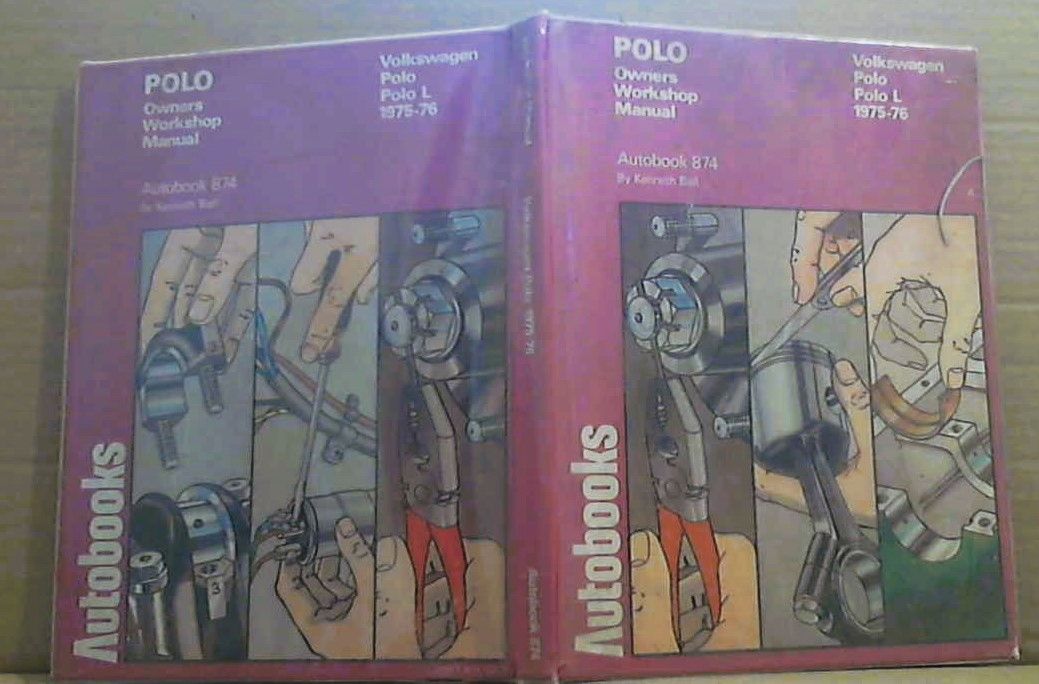 POLO
Owners
Workshop
Manual
Volkswagen
Polo
Polo L
1975-76
Autobook 874
By Kenneth Ball
3
Autobooks
Volkswagen Polo 1975-76
Autobook 874
POLO
Owners
Workshop
Manual
Volkswagen
Polo
Polo L
1975-76
Autobook 874
By Kenneth Ball
Autobooks